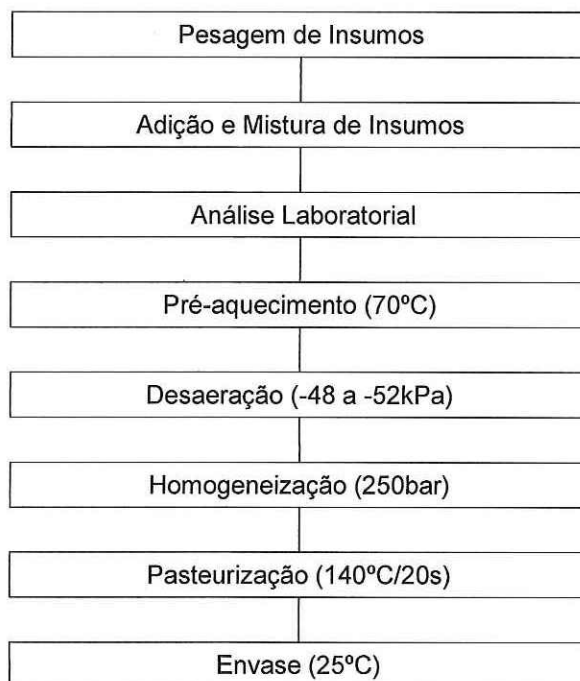 Pesagem de Insumos
Adição e Mistura de Insumos
Análise Laboratorial
Pré-aquecimento (70ºC)
Desaeração (-48 a -52kPa)
Homogeneização (250bar)
Pasteurização (140ºC/20s)
Envase (25ºC)